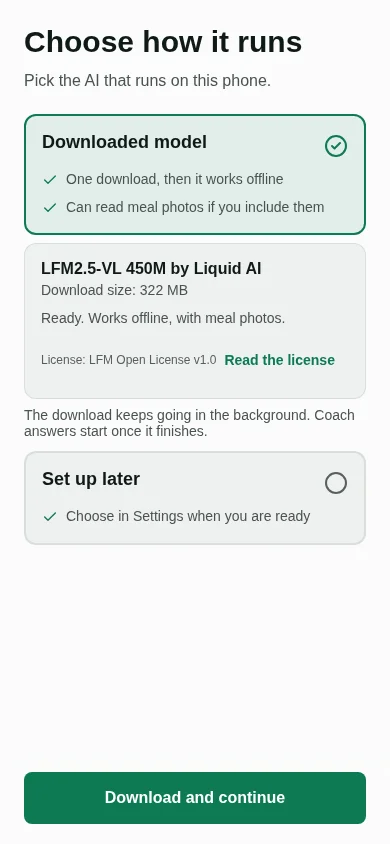 Choose how it runs
Pick the AI that runs on this phone.
Downloaded model
One download, then it works offline
Can read meal photos if you include them
LFM2.5-VL 450M by Liquid AI
Download size: 322 MB
Ready. Works offline, with meal photos.
License: LFM Open License v1.0 Read the license
The download keeps going in the background. Coach
answers start once it finishes.
Set up later
Choose in Settings when you are ready
Download and continue